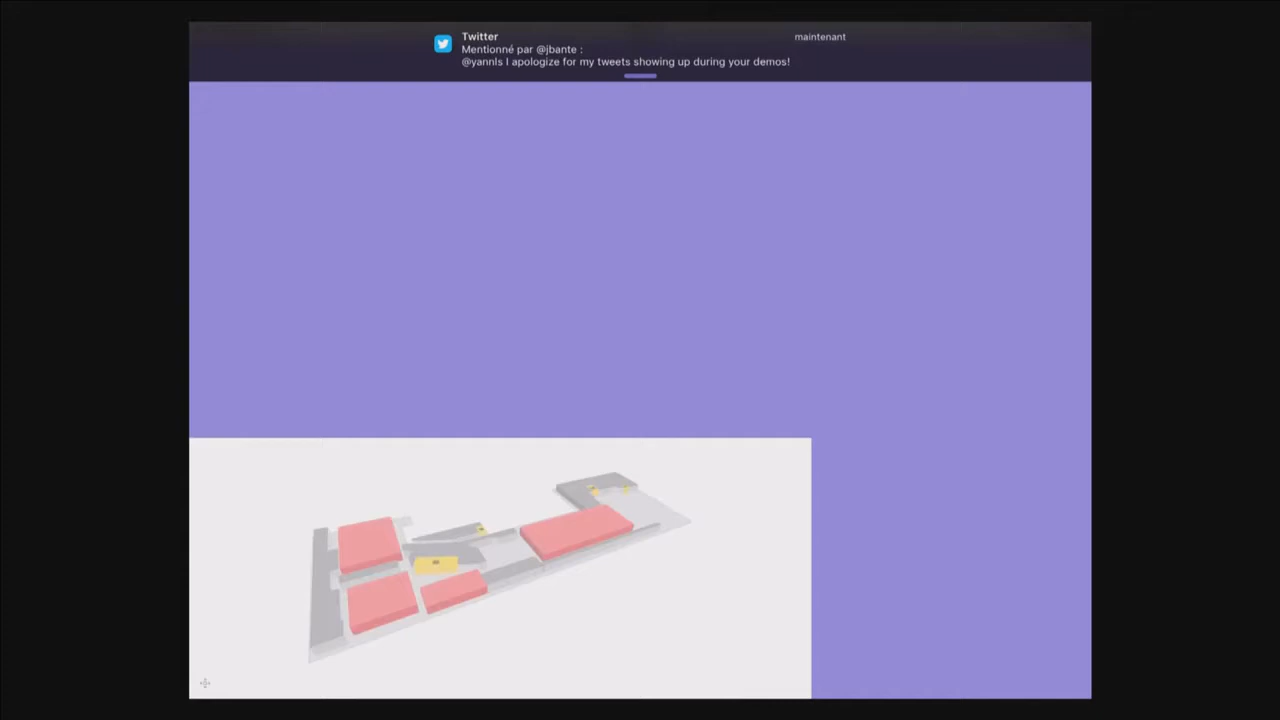 Twitter
maintenant
Mentionné par @jbante :
@yannls I apologize for my tweets showing up during your demos!